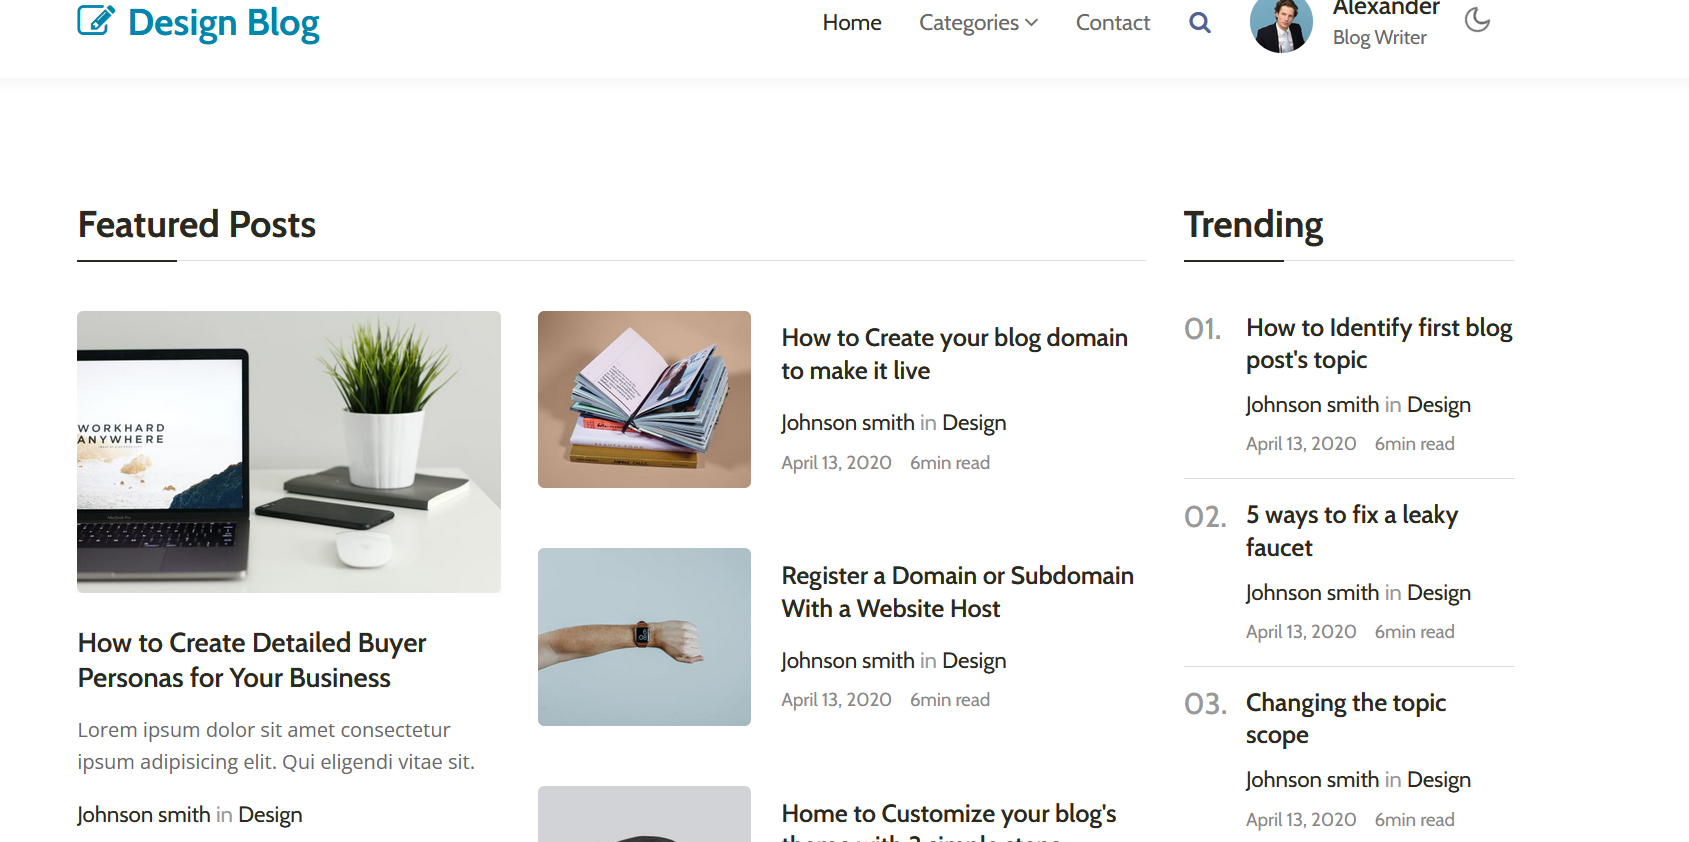 Design Blog
Home
Categories
Contact
Alexander
Blog Writer
Featured Posts
WORKHARD
ANYWHERE
How to Create Detailed Buyer
Personas for Your Business
Lorem ipsum dolor sit amet consectetur
ipsum adipisicing elit. Qui eligendi vitae sit.
Johnson smith in Design
How to Create your blog domain
to make it live
Johnson smith in Design
April 13, 2020 6min read
Register a Domain or Subdomain
With a Website Host
Johnson smith in Design
April 13, 2020 6min read
Home to Customize your blog's
Trending
01.
How to Identify first blog
post's topic
Johnson smith in Design
April 13, 2020 6min read
02.
5 ways to fix a leaky
faucet
Johnson smith in Design
April 13, 2020 6min read
03.
Changing the topic
scope
Johnson smith in Design
April 13, 2020 6min read